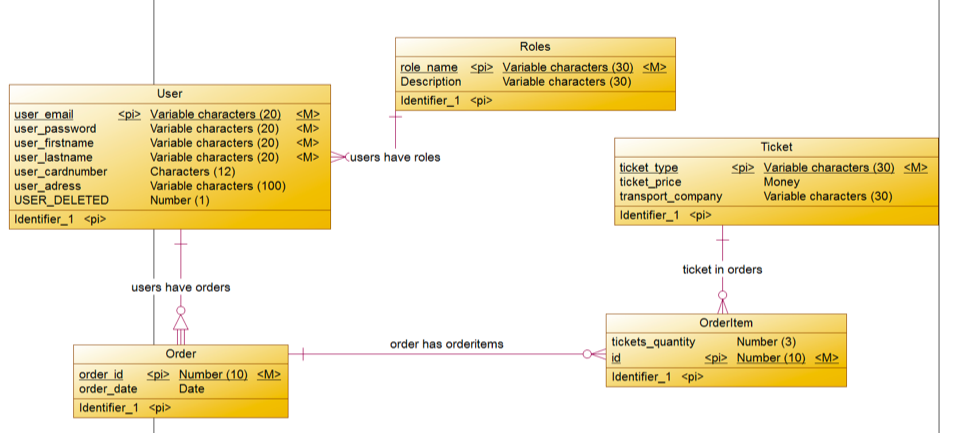 Roles
role_name <pi> Variable characters (30) <M>
Description Variable characters (30)
Identifier_1 <pi>
User
user_email <pi> Variable characters (20) <M>
user_password Variable characters (20) <M>
user_firstname Variable characters (20) <M>
user_lastname Variable characters (20) <M>
user_cardnumber Characters (12)
user_adress Variable characters (100)
USER_DELETED Number (1)
Identifier_1 <pi>
users have roles
Ticket
ticket_type <pi> Variable characters (30) <M>
ticket_price Money
transport_company Variable characters (30)
Identifier_1 <pi>
users have orders
ticket in orders
Order
order_id <pi> Number (10) <M>
order_date Date
Identifier_1 <pi>
order has orderitems
OrderItem
tickets_quantity Number (3)
id <pi> Number (10) <M>
Identifier_1 <pi>